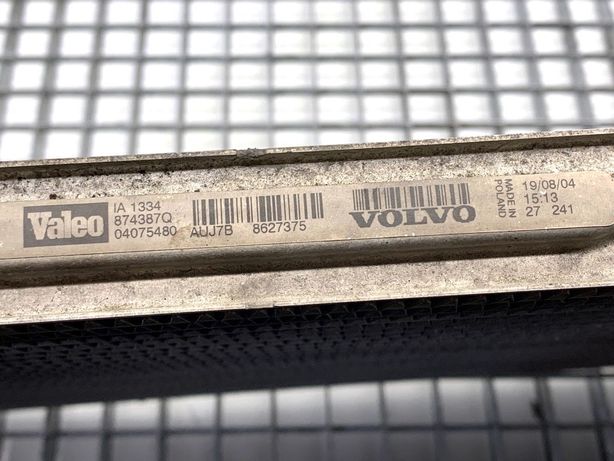 Valeo
IA 1334
874387Q
04075480 AUJ7B 8627375
VOLVO
MADE IN
POLAND
19/08/04
15:13
27 241